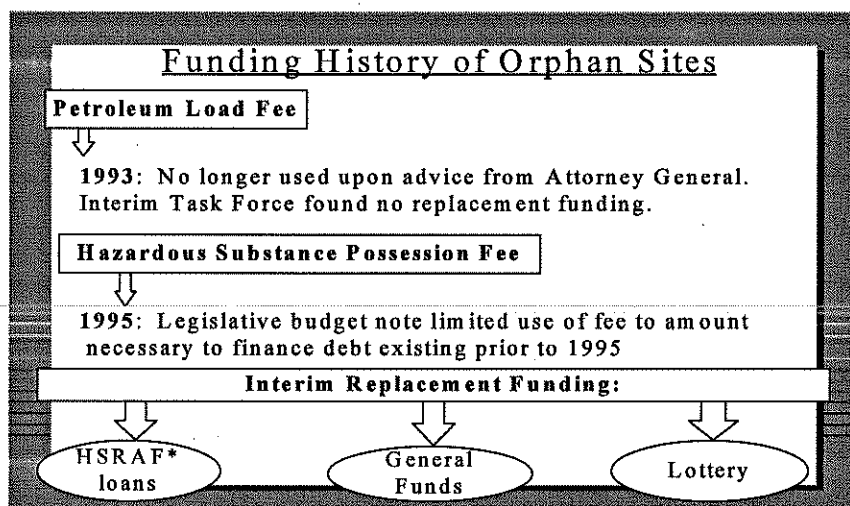 Funding History of Orphan Sites
Petroleum Load Fee
1993: No longer used upon advice from Attorney General.
Interim Task Force found no replacement funding.
Hazardous Substance Possession Fee
1995: Legislative budget note limited use of fee to amount
necessary to finance debt existing prior to 1995
Interim Replacement Funding:
HSRAF*
loans
General
Funds
Lottery